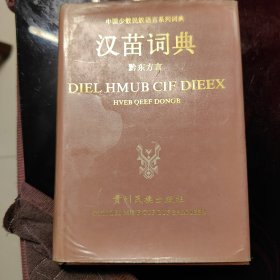 中国少数民族语言系列词典
汉苗词典
黔东方言
DIEL HMUB CIF DIEEX
HVEB QEEF DONGB
贵州民族出版社